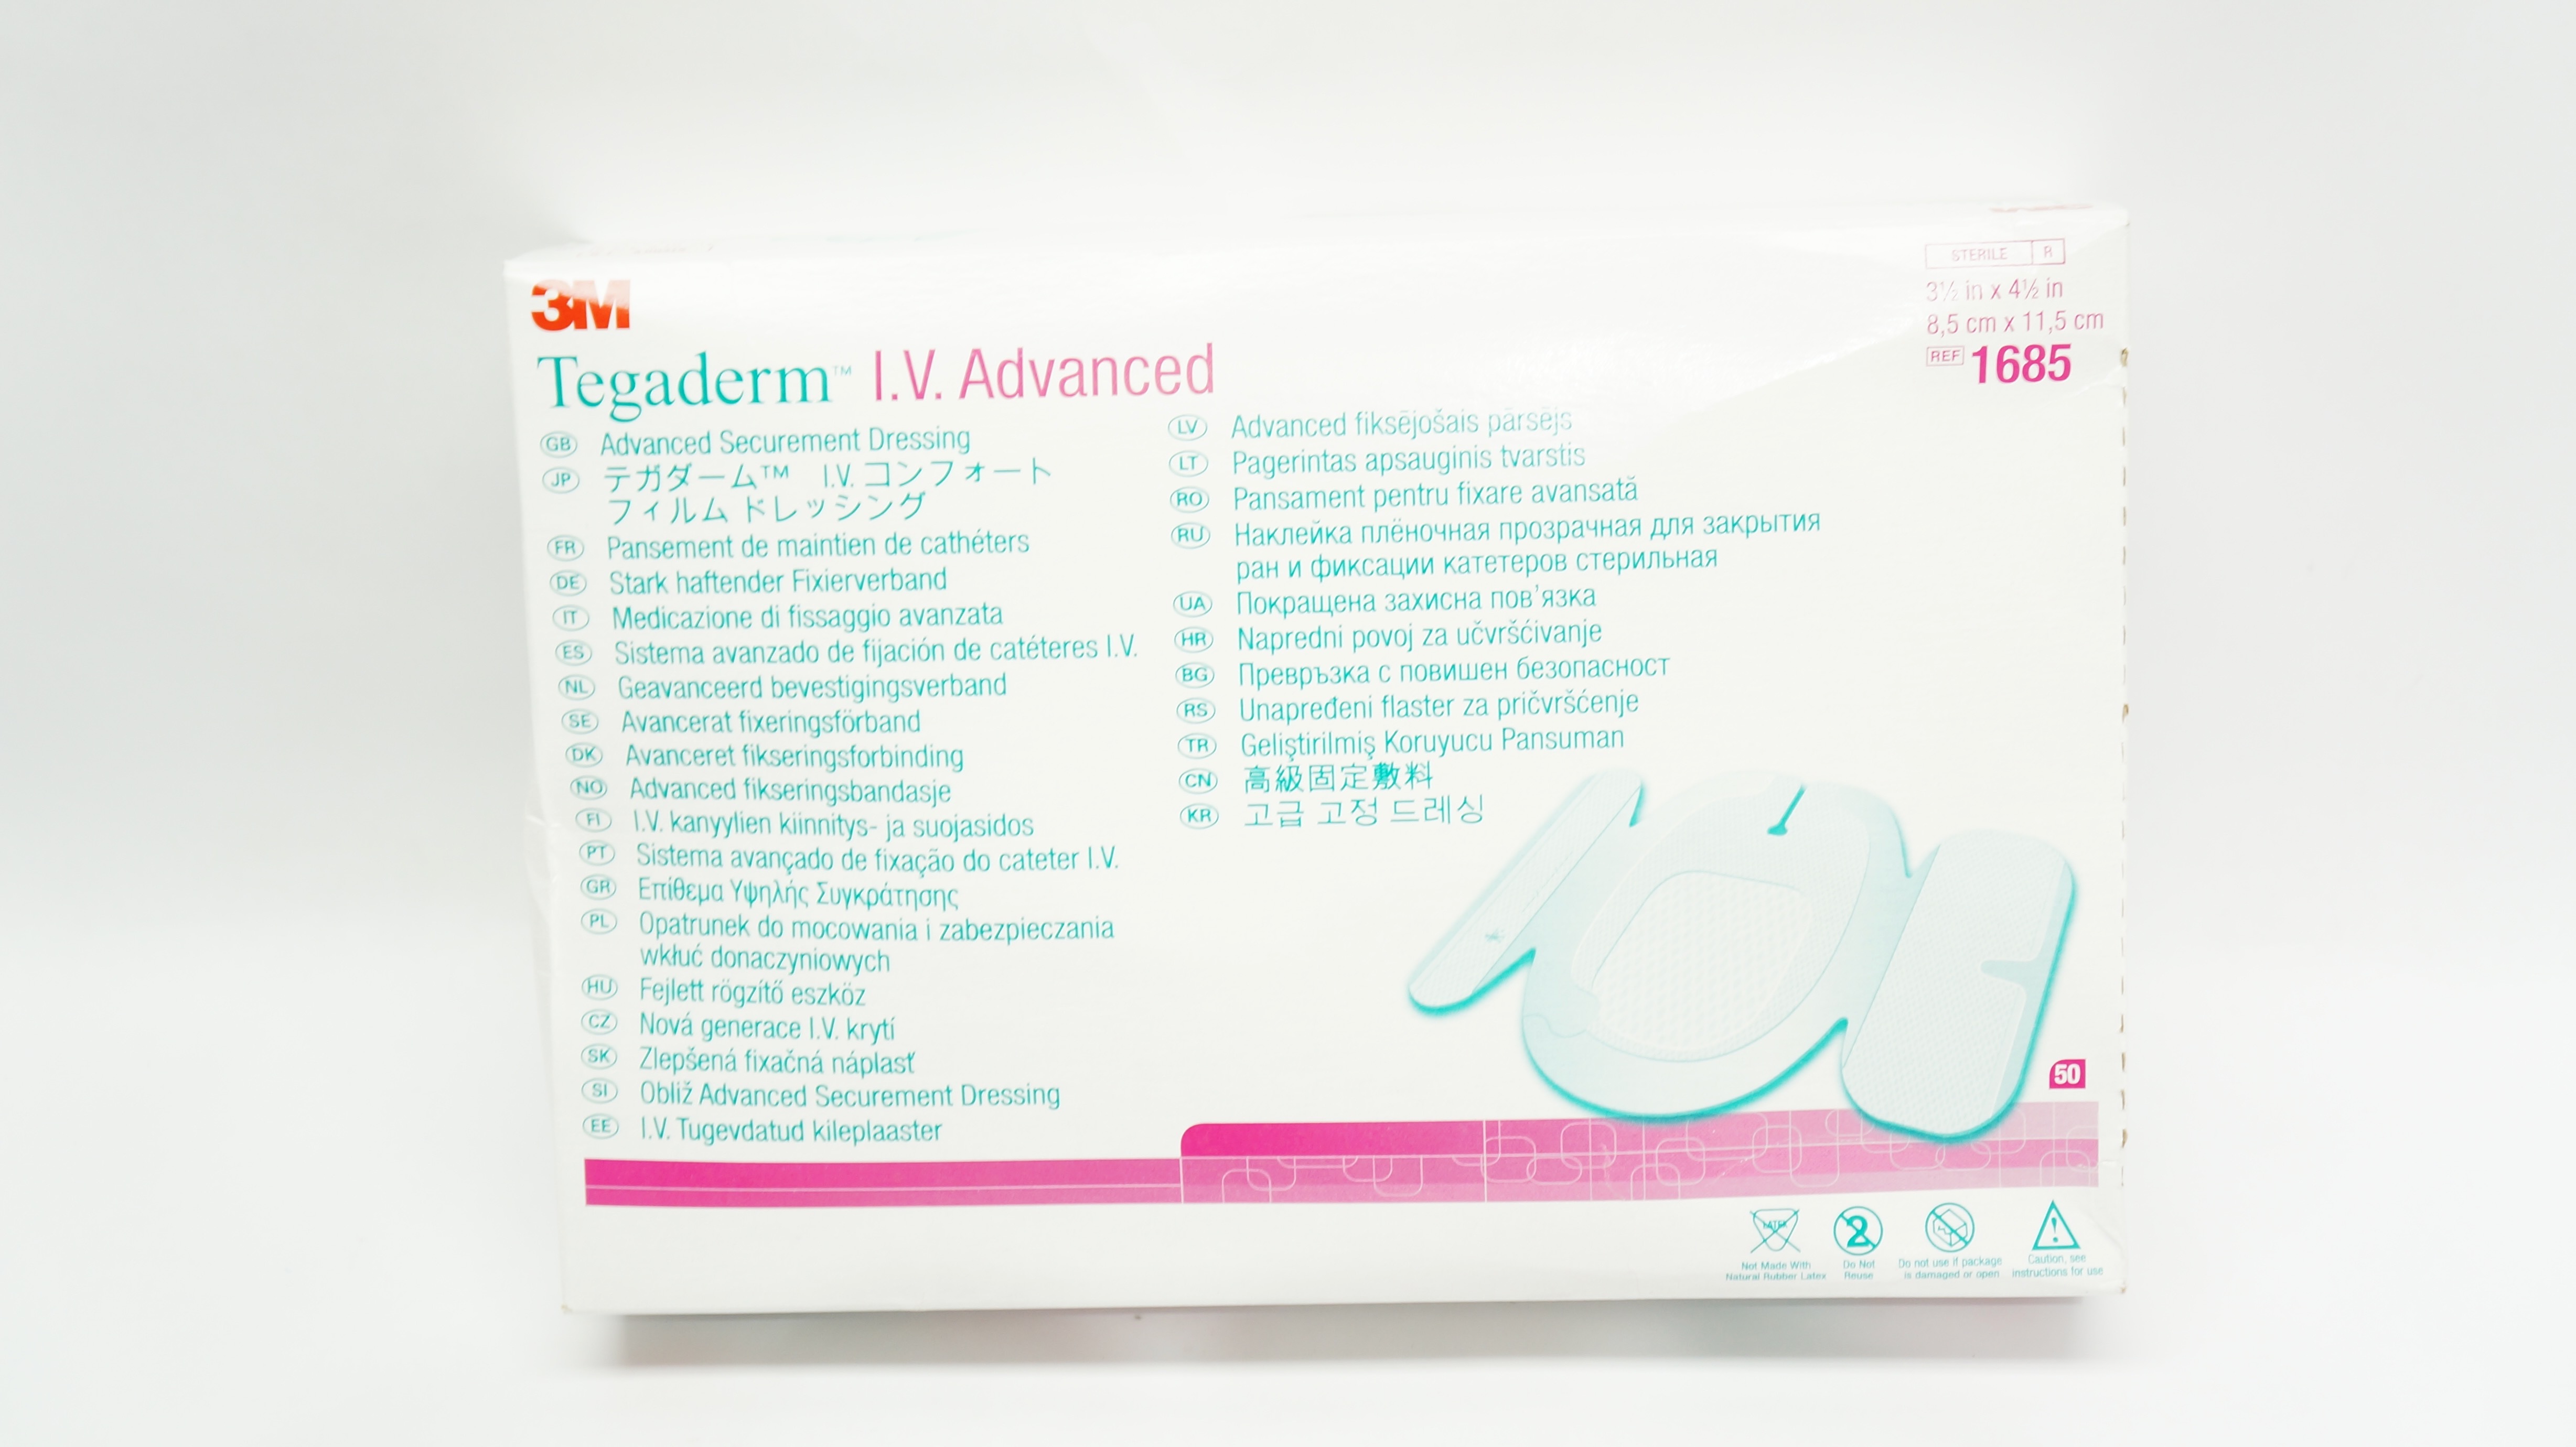 3M
Tegaderm™ I.V. Advanced
STERILE R
3½ in x 4½ in
8,5 cm x 11,5 cm
REF 1685
GB Advanced Securement Dressing
JP テガダーム™ I.V. コンフォート
フィルム ドレッシング
FR Pansement de maintien de cathéters
DE Stark haftender Fixierverband
IT Medicazione di fissaggio avanzata
ES Sistema avanzado de fijación de catéteres I.V.
NL Geavanceerd bevestigingsverband
SE Avancerat fixeringsförband
DK Avanceret fikseringsforbinding
NO Advanced fikseringsbandasje
FI I.V. kanyylien kiinnitys- ja suojasidos
PT Sistema avançado de fixação do cateter I.V.
GR Επίθεμα Υψηλής Συγκράτησης
PL Opatrunek do mocowania i zabezpieczania
wkłuć donaczyniowych
HU Fejlett rögzítő eszköz
CZ Nová generace I.V. krytí
SK Zlepšená fixačná náplasť
SI Obliž Advanced Securement Dressing
EE I.V. Tugevdatud kileplaaster
LV Advanced fiksējošais pārsējs
LT Pagerintas apsauginis tvarstis
RO Pansament pentru fixare avansată
RU Наклейка плёночная прозрачная для закрытия
ран и фиксации катетеров стерильная
UA Покращена захисна пов'язка
HR Napredni povoj za učvršćivanje
BG Превръзка с повишен безопасност
RS Unapređeni flaster za pričvršćenje
TR Geliştirilmiş Koruyucu Pansuman
CN 高級固定敷料
KR 고급 고정 드레싱
50
LATEX
2
Not Made With
Natural Rubber Latex
Do Not
Reuse
Do not use if package
is damaged or open
Caution, see
instructions for use